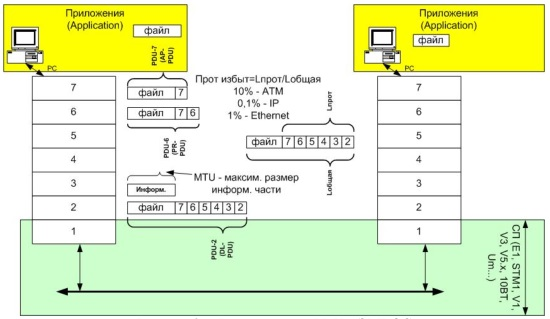 Приложения
(Application)
файл
PC
PDU-7
(AP-
PDU)
Прот избыт=Lпрот/Lобщая
10% - ATM
0,1% - IP
1% - Ethernet
Приложения
(Application)
файл
PC
7
6
5
4
3
2
1
файл 7
файл 7 6
PDU-6
(PR-
PDU)
MTU - максим. размер
информ. части
Информ.
файл 7 6 5 4 3 2
PDU-2
(DL-
PDU)
Lпрот
файл 7 6 5 4 3 2
Lобщая
7
6
5
4
3
2
1
СП (E1, STM1, V1,
V3, V5.x, 10BT,
Um...)